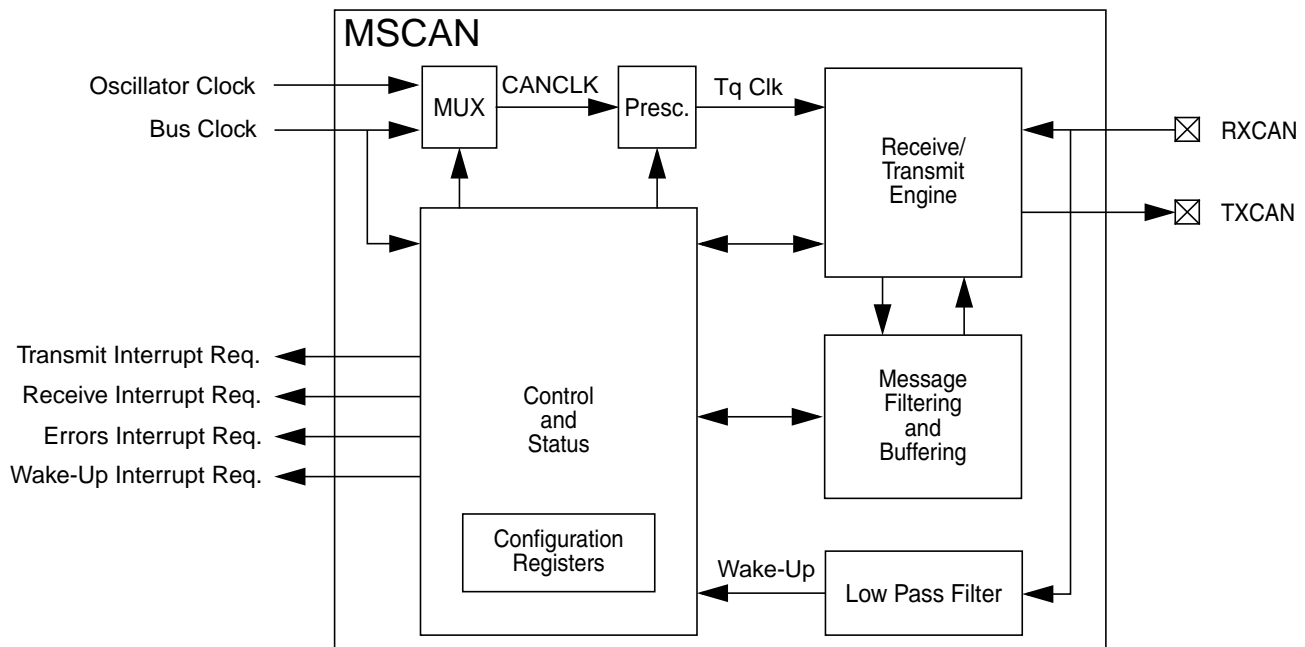 MSCAN
Oscillator Clock
Bus Clock
MUX
CANCLK
Presc.
Tq Clk
Receive/
Transmit
Engine
RXCAN
TXCAN
Transmit Interrupt Req.
Receive Interrupt Req.
Errors Interrupt Req.
Wake-Up Interrupt Req.
Control
and
Status
Message
Filtering
and
Buffering
Configuration
Registers
Wake-Up
Low Pass Filter